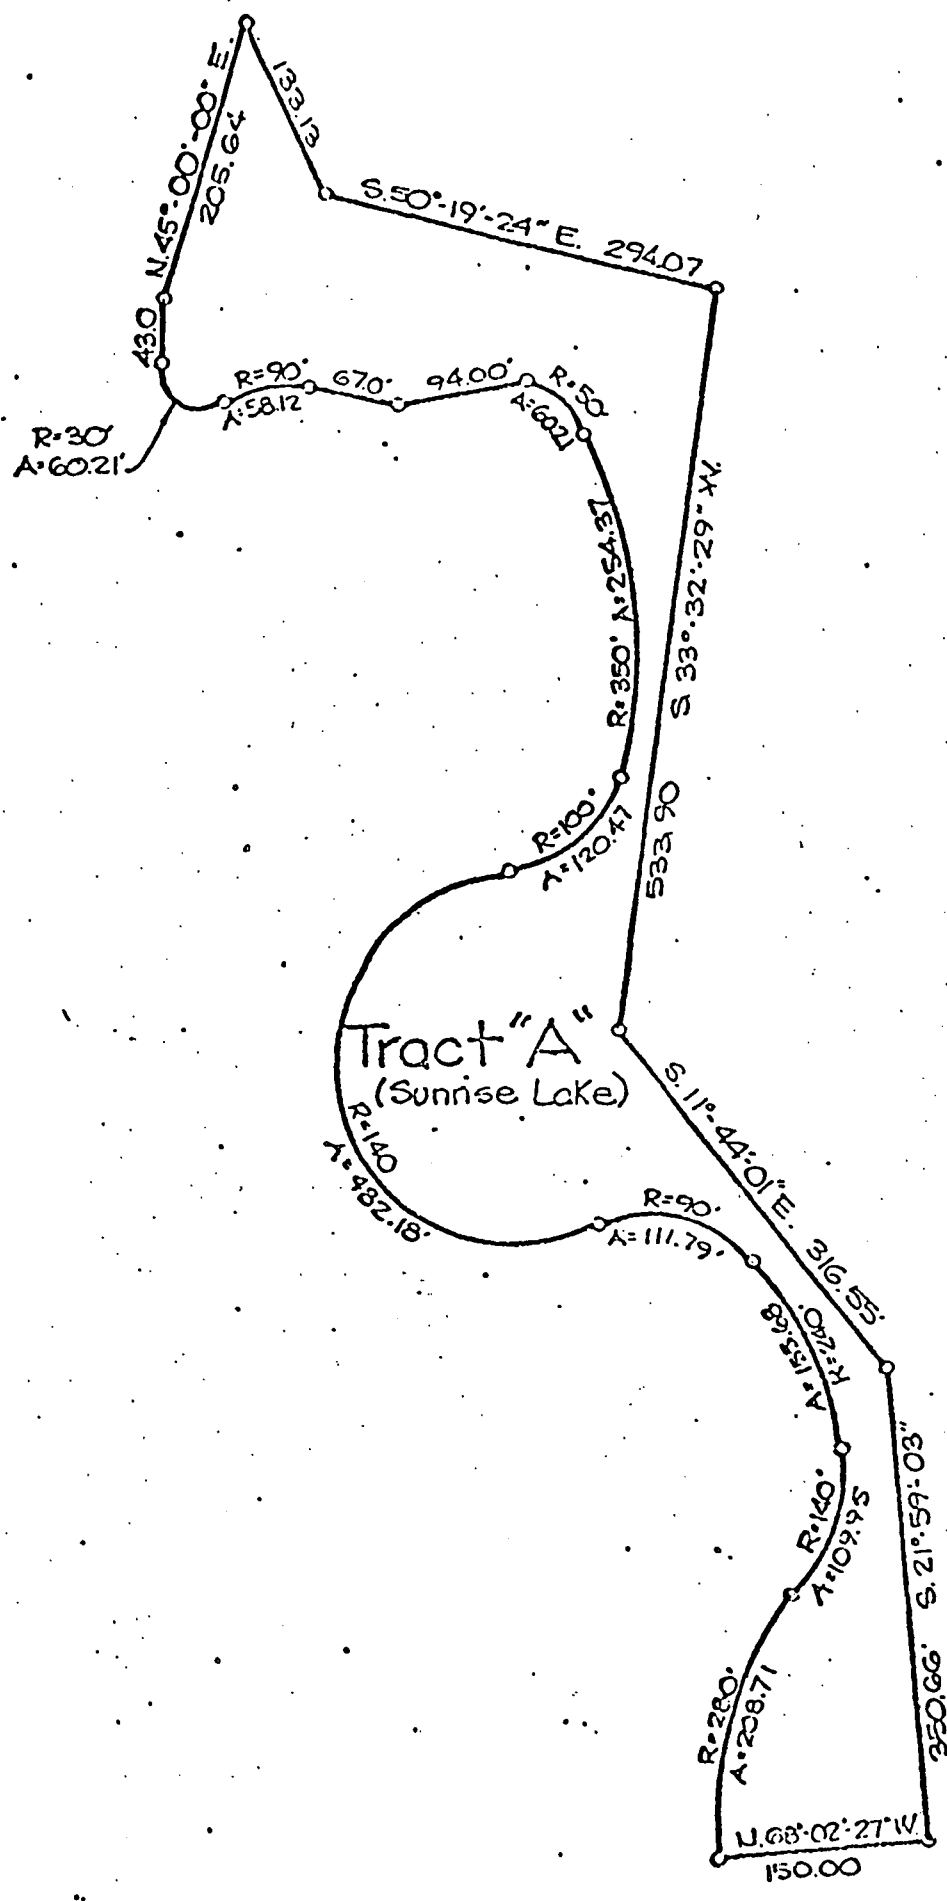 N.45°-00'-00" E.
205.64
133.13
S.50°-19'-24" E. 294.07
43.0
R=30'
A=60.21'
R=90'
A=58.12
67.0'
94.00'
R=50'
A=60.21
R=350' A=254.37
S 33°-32'-29" W.
533.90
R=100'
A=120.47
Tract "A"
(Sunrise Lake)
R=140
A=482.18'
S. 11°-44'-01" E.
316.55'
R=90'
A=111.79'
R=240'
A=155.68
R=140'
A=109.95
S. 21°-59'-03"
350.66'
R=280'
A=208.71
N.68°-02'-27" W.
150.00